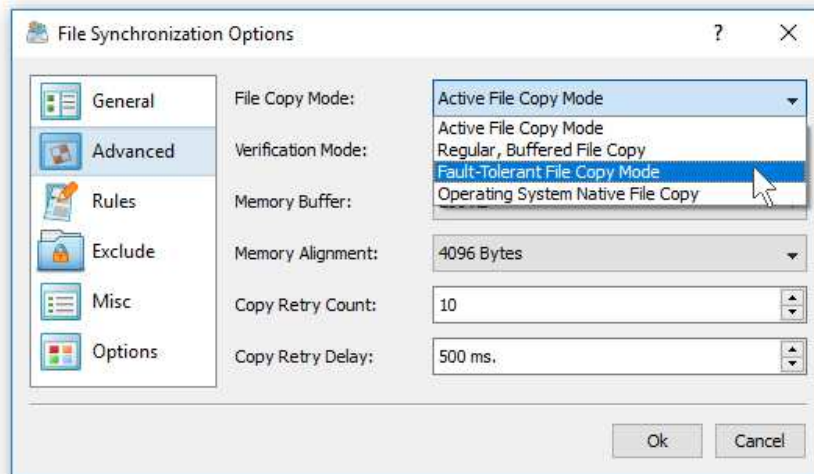 File Synchronization Options
?
General
Advanced
Rules
Exclude
Misc
Options
File Copy Mode:
Active File Copy Mode
Active File Copy Mode
Regular, Buffered File Copy
Fault-Tolerant File Copy Mode
Operating System Native File Copy
Verification Mode:
Memory Buffer:
Memory Alignment:
4096 Bytes
Copy Retry Count:
10
Copy Retry Delay:
500 ms.
Ok
Cancel